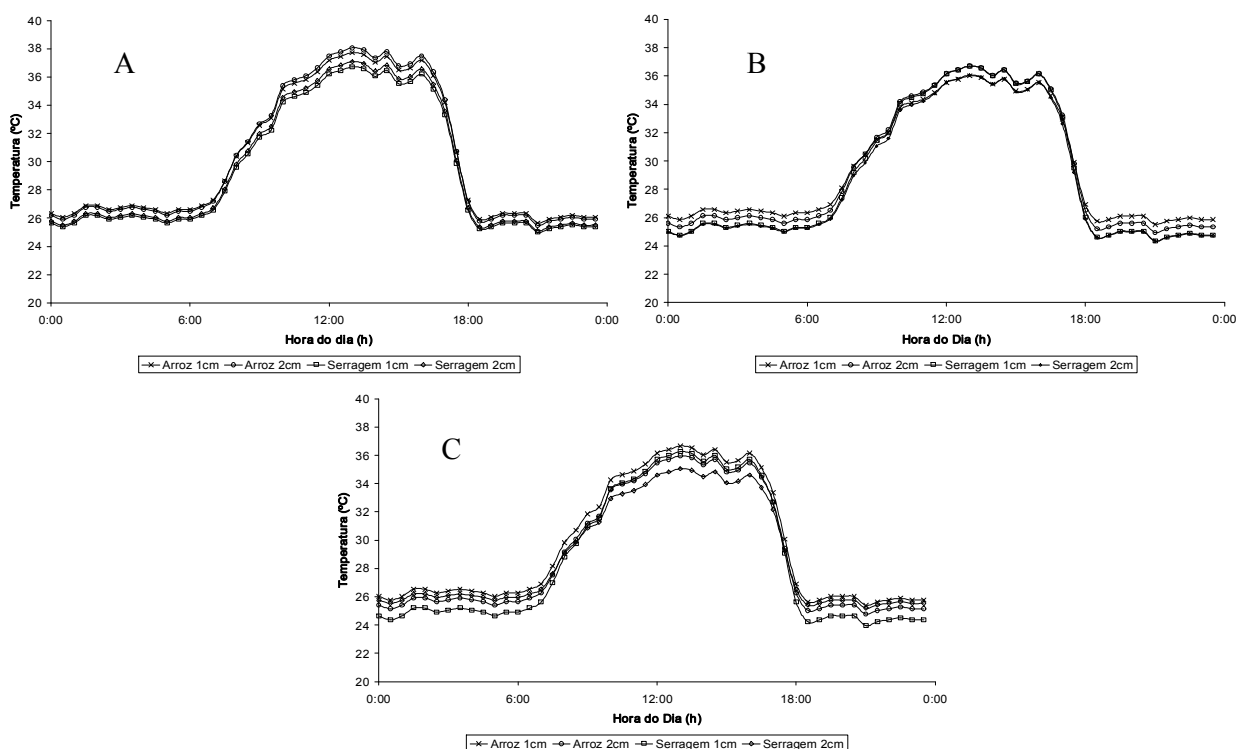 A
40
38
36
34
32
30
28
26
24
22
20
Temperatura (ºC)
0:00 6:00 12:00 18:00 0:00
Hora do dia (h)
Arroz 1cm Arroz 2cm Serragem 1cm Serragem 2cm
B
40
38
36
34
32
30
28
26
24
22
20
Temperatura (ºC)
0:00 6:00 12:00 18:00 0:00
Hora do Dia (h)
Arroz 1cm Arroz 2cm Serragem 1cm Serragem 2cm
C
40
38
36
34
32
30
28
26
24
22
20
Temperatura (ºC)
0:00 6:00 12:00 18:00 0:00
Hora do Dia (h)
Arroz 1cm Arroz 2cm Serragem 1cm Serragem 2cm